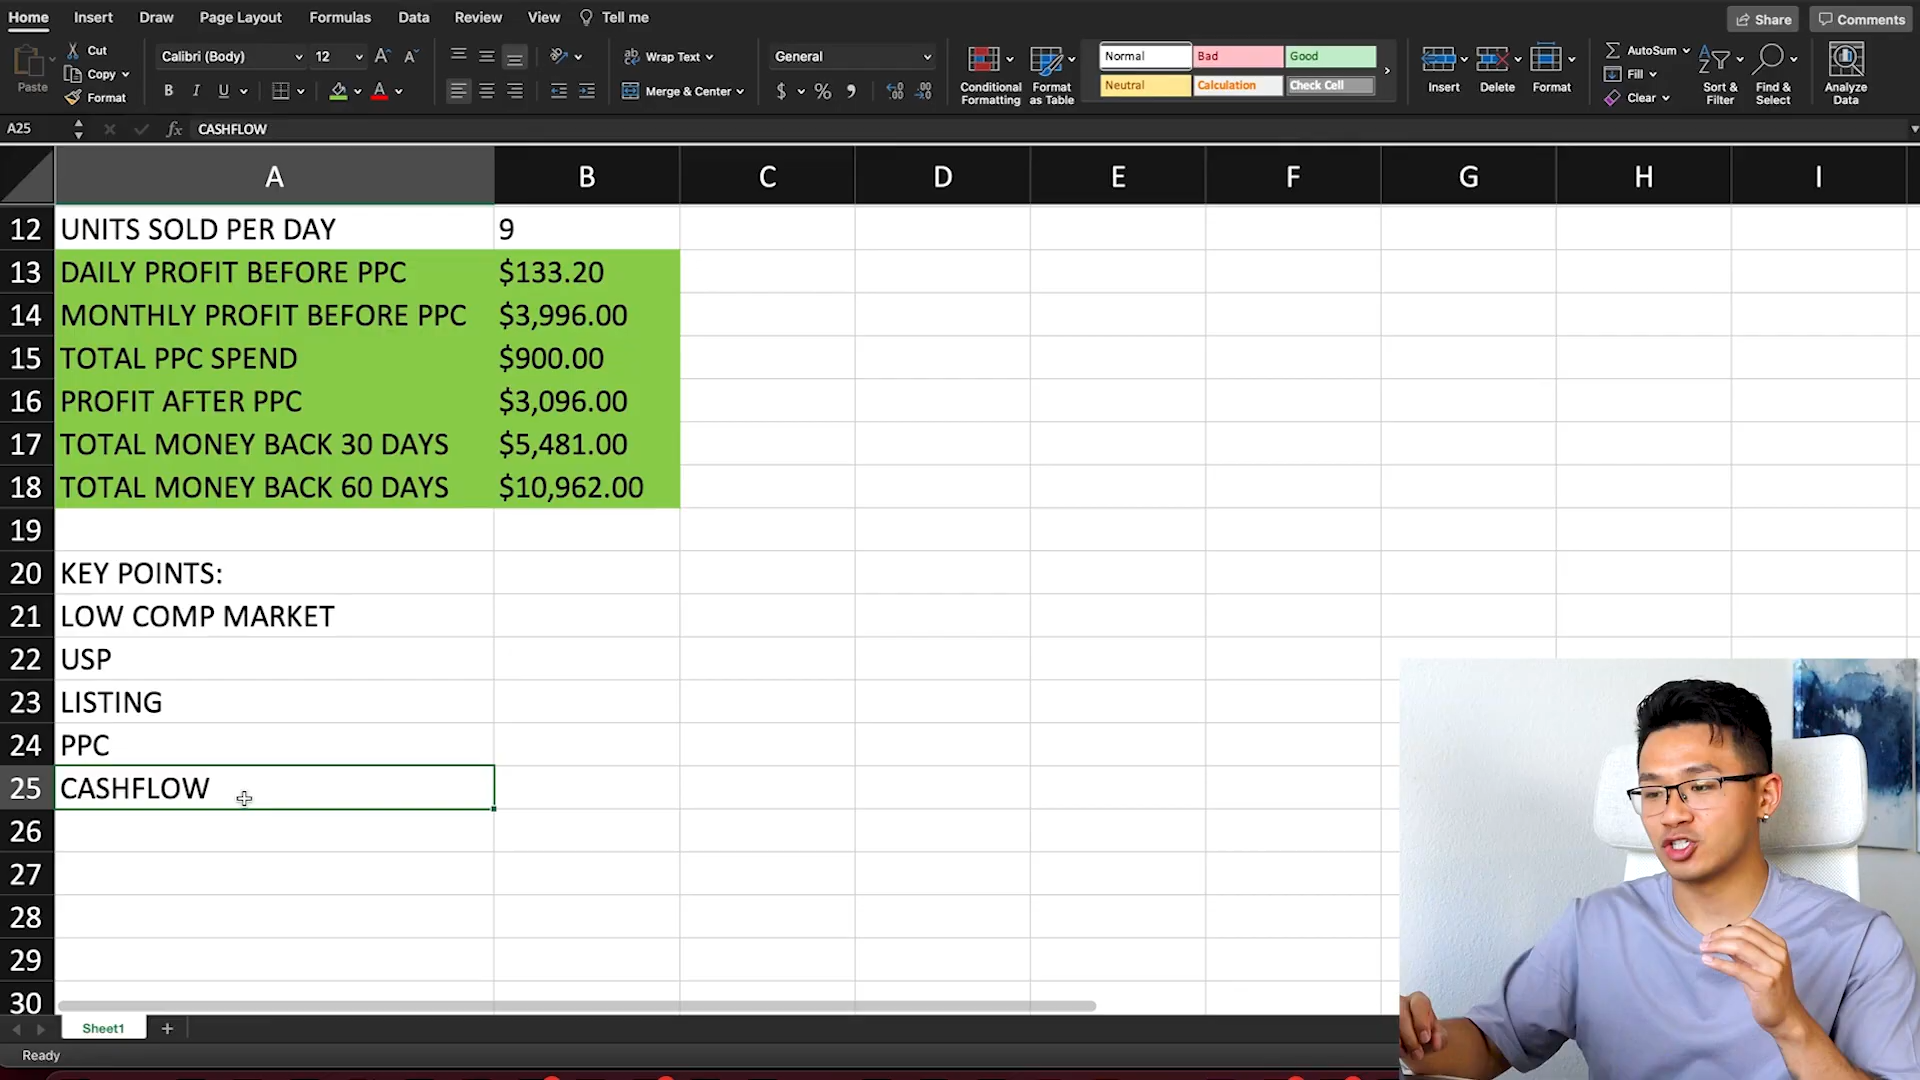 Home Insert Draw Page Layout Formulas Data Review View Tell me Share Comments
Paste Cut Copy Format
Calibri (Body) 12
B I U
Wrap Text
Merge & Center
General
$ %
Conditional Formatting
Format as Table
Normal Bad Good
Neutral Calculation Check Cell
Insert Delete Format
AutoSum
Fill
Clear
Sort & Filter
Find & Select
Analyze Data
A25 fx CASHFLOW
A B C D E F G H I
12 UNITS SOLD PER DAY 9
13 DAILY PROFIT BEFORE PPC $133.20
14 MONTHLY PROFIT BEFORE PPC $3,996.00
15 TOTAL PPC SPEND $900.00
16 PROFIT AFTER PPC $3,096.00
17 TOTAL MONEY BACK 30 DAYS $5,481.00
18 TOTAL MONEY BACK 60 DAYS $10,962.00
19
20 KEY POINTS:
21 LOW COMP MARKET
22 USP
23 LISTING
24 PPC
25 CASHFLOW
26
27
28
29
30
Sheet1
Ready